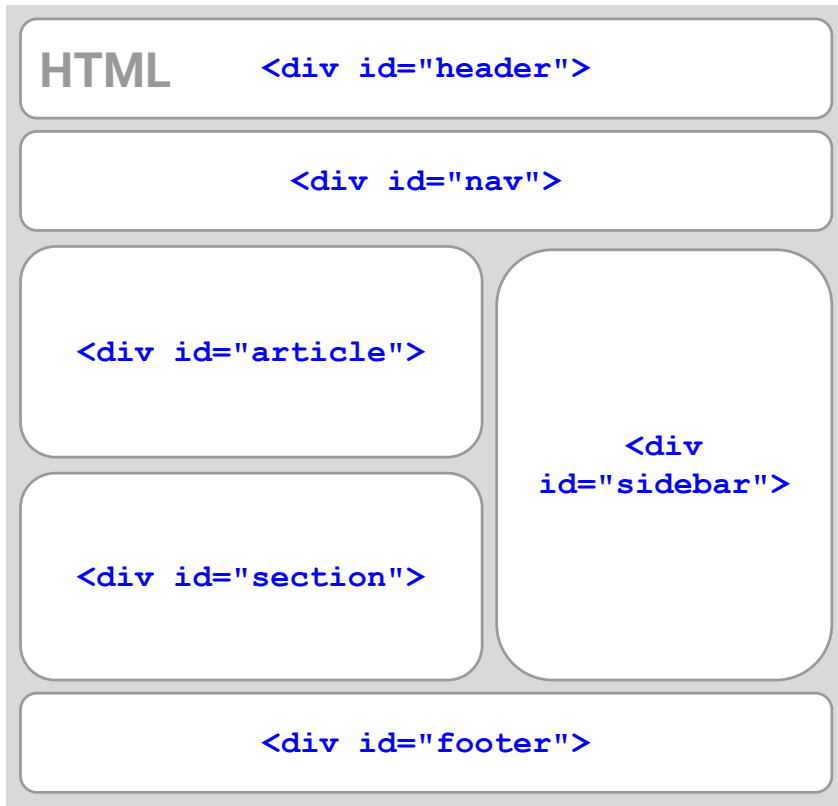 HTML <div id="header">
<div id="nav">
<div id="article">
<div
id="sidebar">
<div id="section">
<div id="footer">